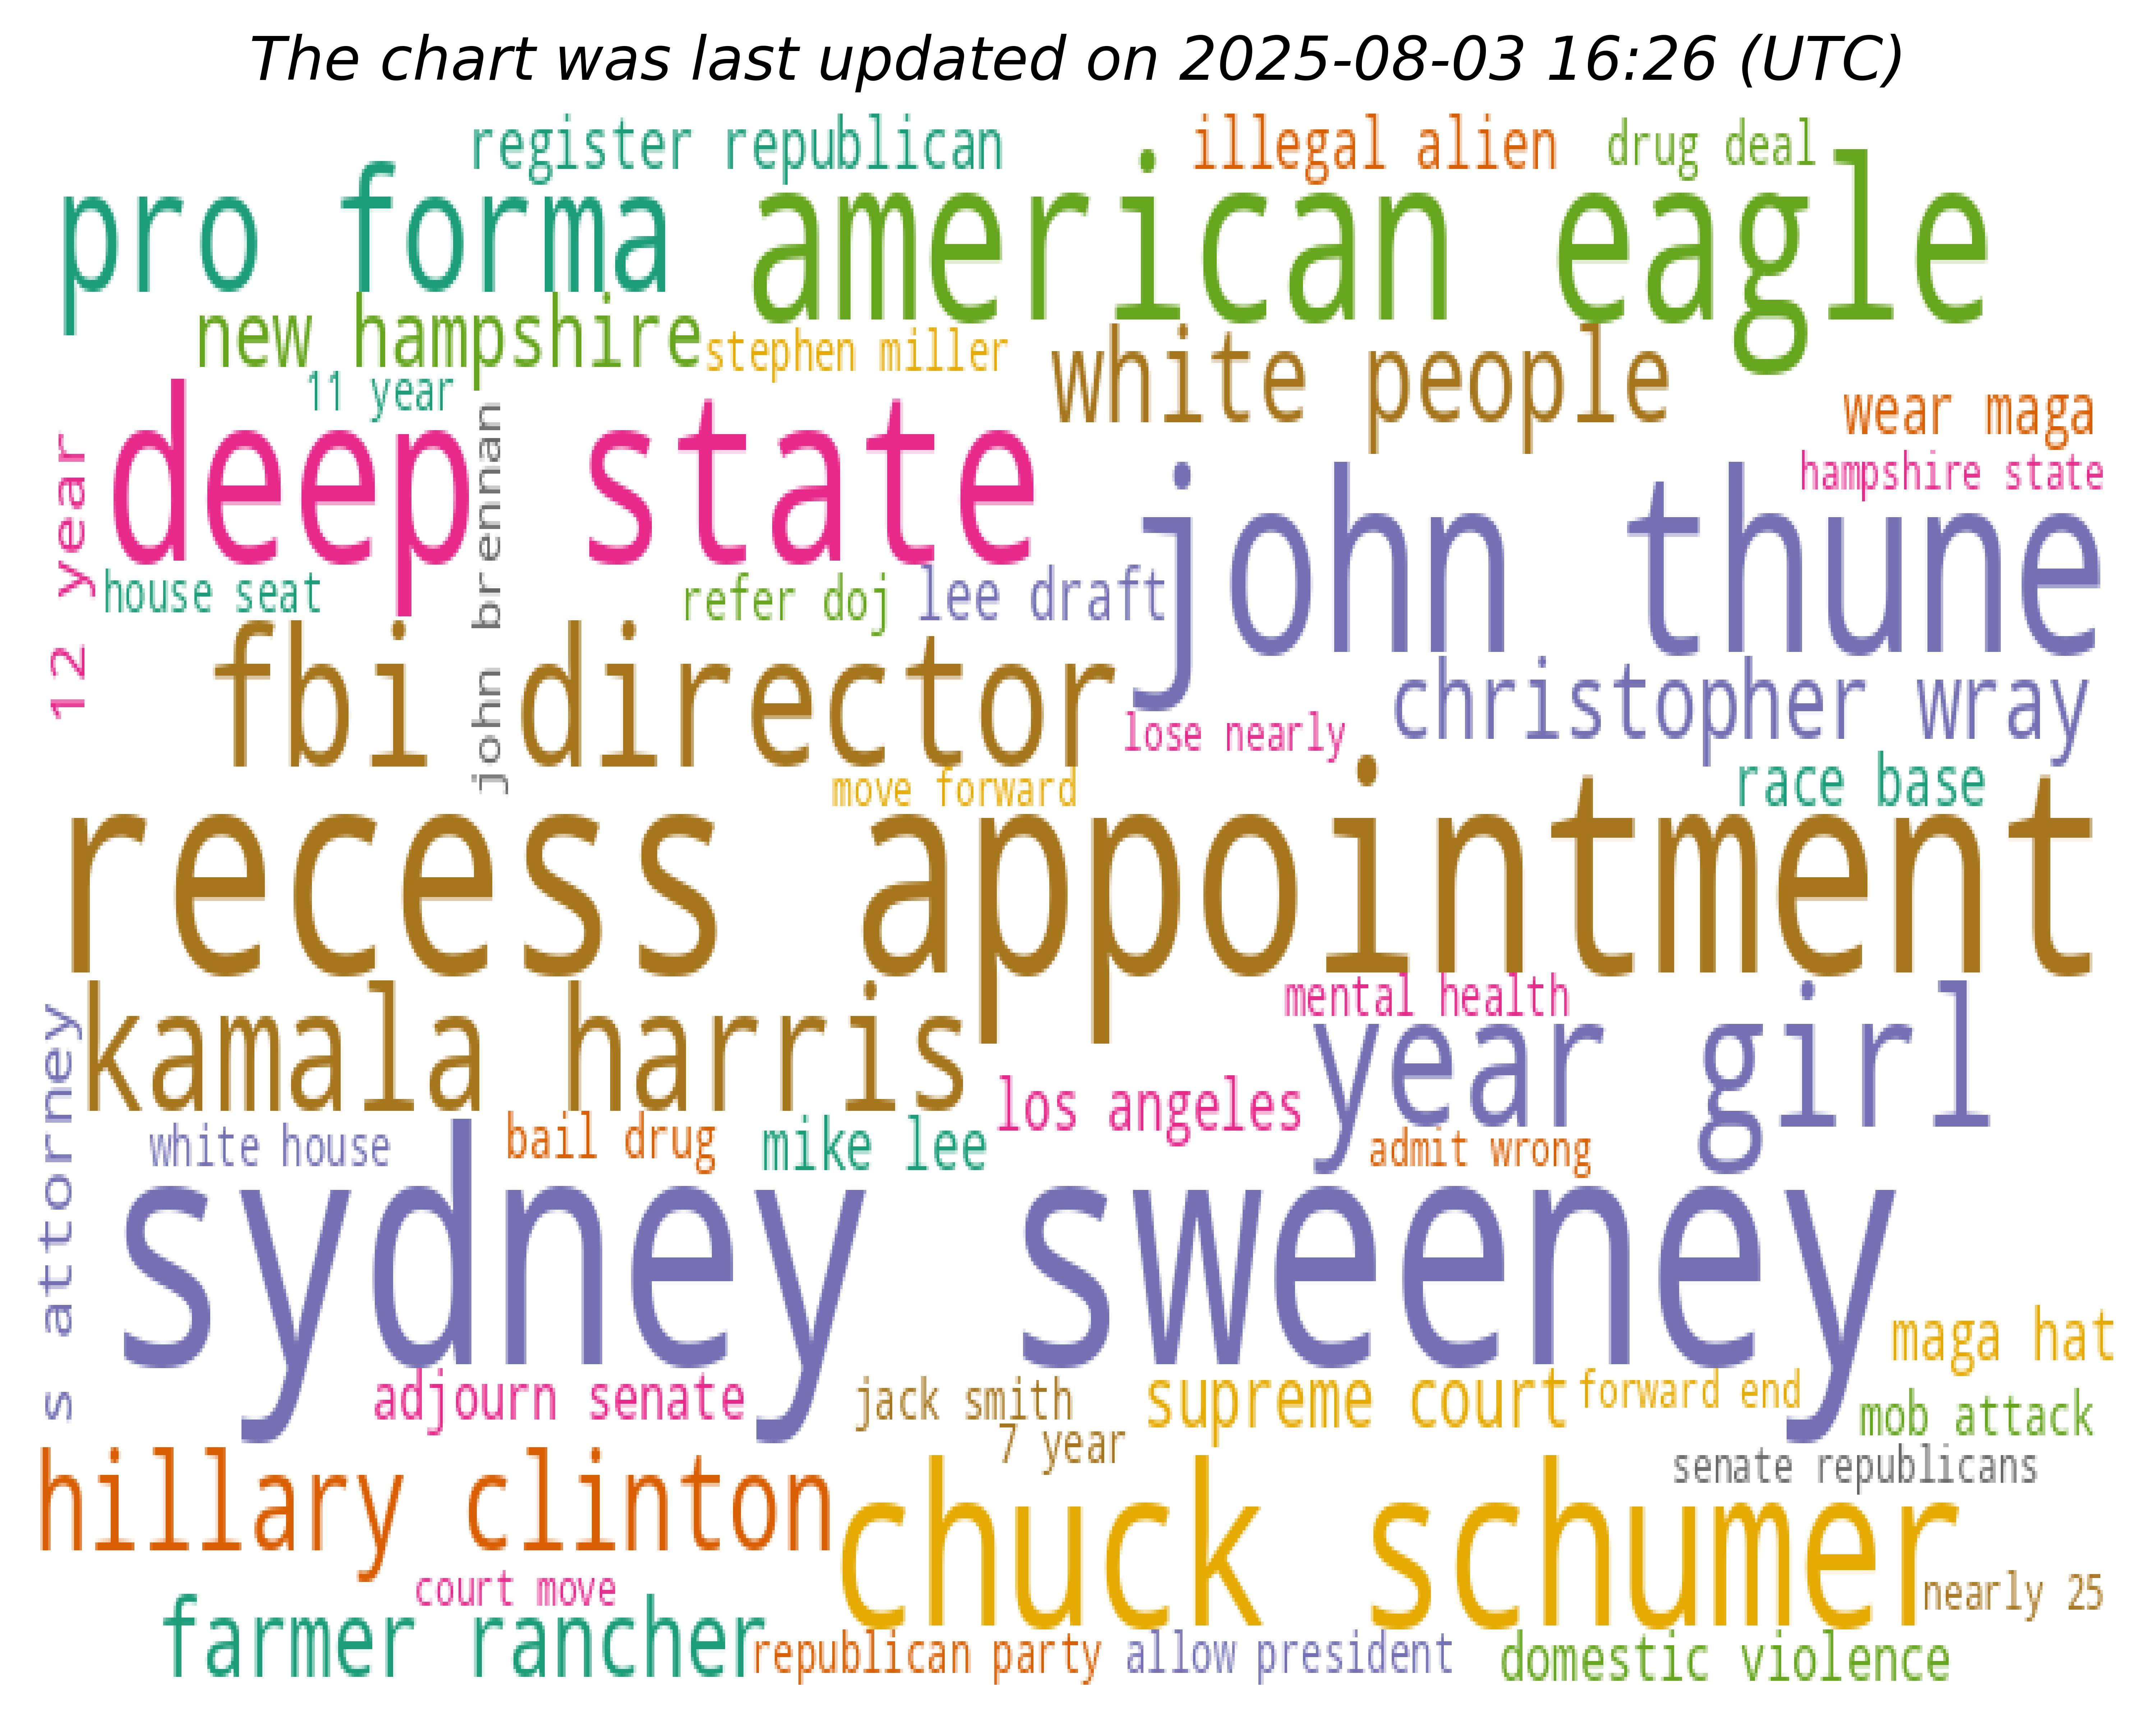 The chart was last updated on 2025-08-03 16:26 (UTC)
register republican
illegal alien
drug deal
pro forma
american eagle
new hampshire
stephen miller
white people
11 year
wear maga
deep state
john brennan
12 year
hampshire state
john thune
house seat
refer doj
lee draft
fbi director
christopher wray
lose nearly
move forward
race base
recess appointment
mental health
kamala harris
year girl
los angeles
s attorney
white house
bail drug
mike lee
admit wrong
sydney sweeney
maga hat
adjourn senate
jack smith
supreme court
forward end
mob attack
7 year
senate republicans
hillary clinton
chuck schumer
court move
nearly 25
farmer rancher
republican party
allow president
domestic violence